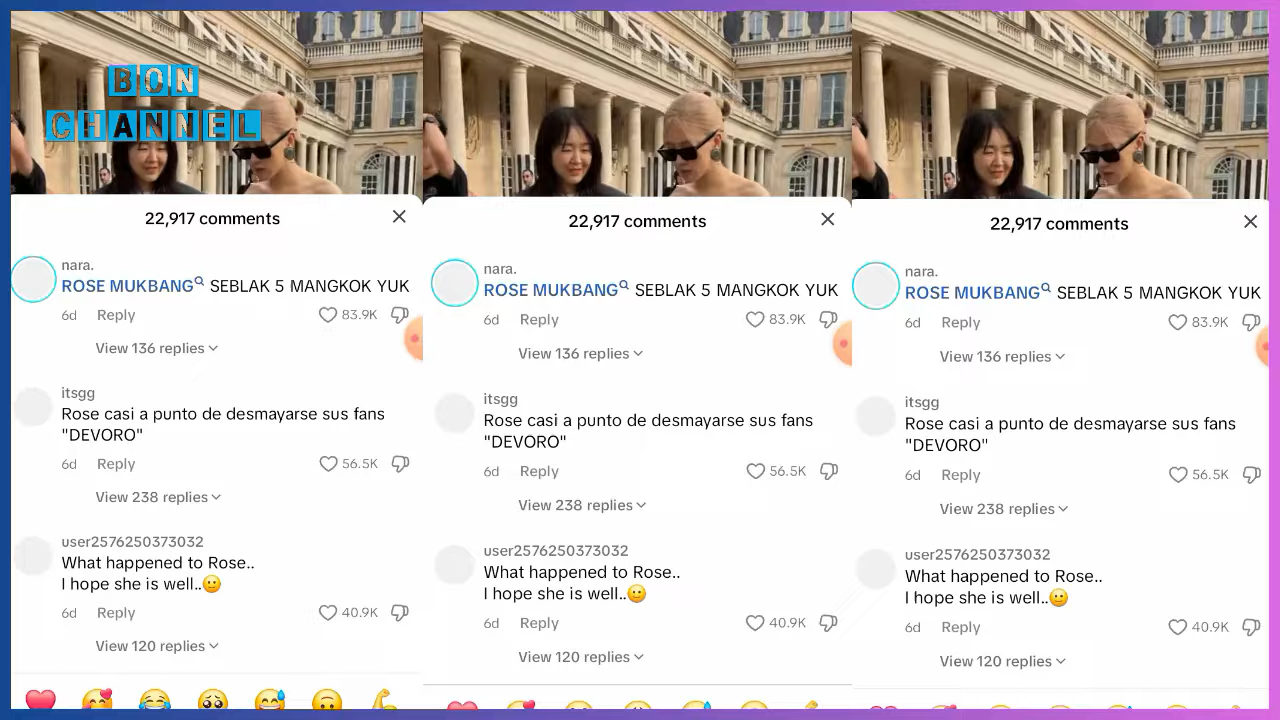 BON
CHANNEL
22,917 comments
nara.
ROSE MUKBANG SEBLAK 5 MANGKOK YUK
6d Reply 83.9K
View 136 replies
itsgg
Rose casi a punto de desmayarse sus fans
"DEVORO"
6d Reply 56.5K
View 238 replies
user2576250373032
What happened to Rose..
I hope she is well..🙂
6d Reply 40.9K
View 120 replies
22,917 comments
nara.
ROSE MUKBANG SEBLAK 5 MANGKOK YUK
6d Reply 83.9K
View 136 replies
itsgg
Rose casi a punto de desmayarse sus fans
"DEVORO"
6d Reply 56.5K
View 238 replies
user2576250373032
What happened to Rose..
I hope she is well..🙂
6d Reply 40.9K
View 120 replies
22,917 comments
nara.
ROSE MUKBANG SEBLAK 5 MANGKOK YUK
6d Reply 83.9K
View 136 replies
itsgg
Rose casi a punto de desmayarse sus fans
"DEVORO"
6d Reply 56.5K
View 238 replies
user2576250373032
What happened to Rose..
I hope she is well..🙂
6d Reply 40.9K
View 120 replies